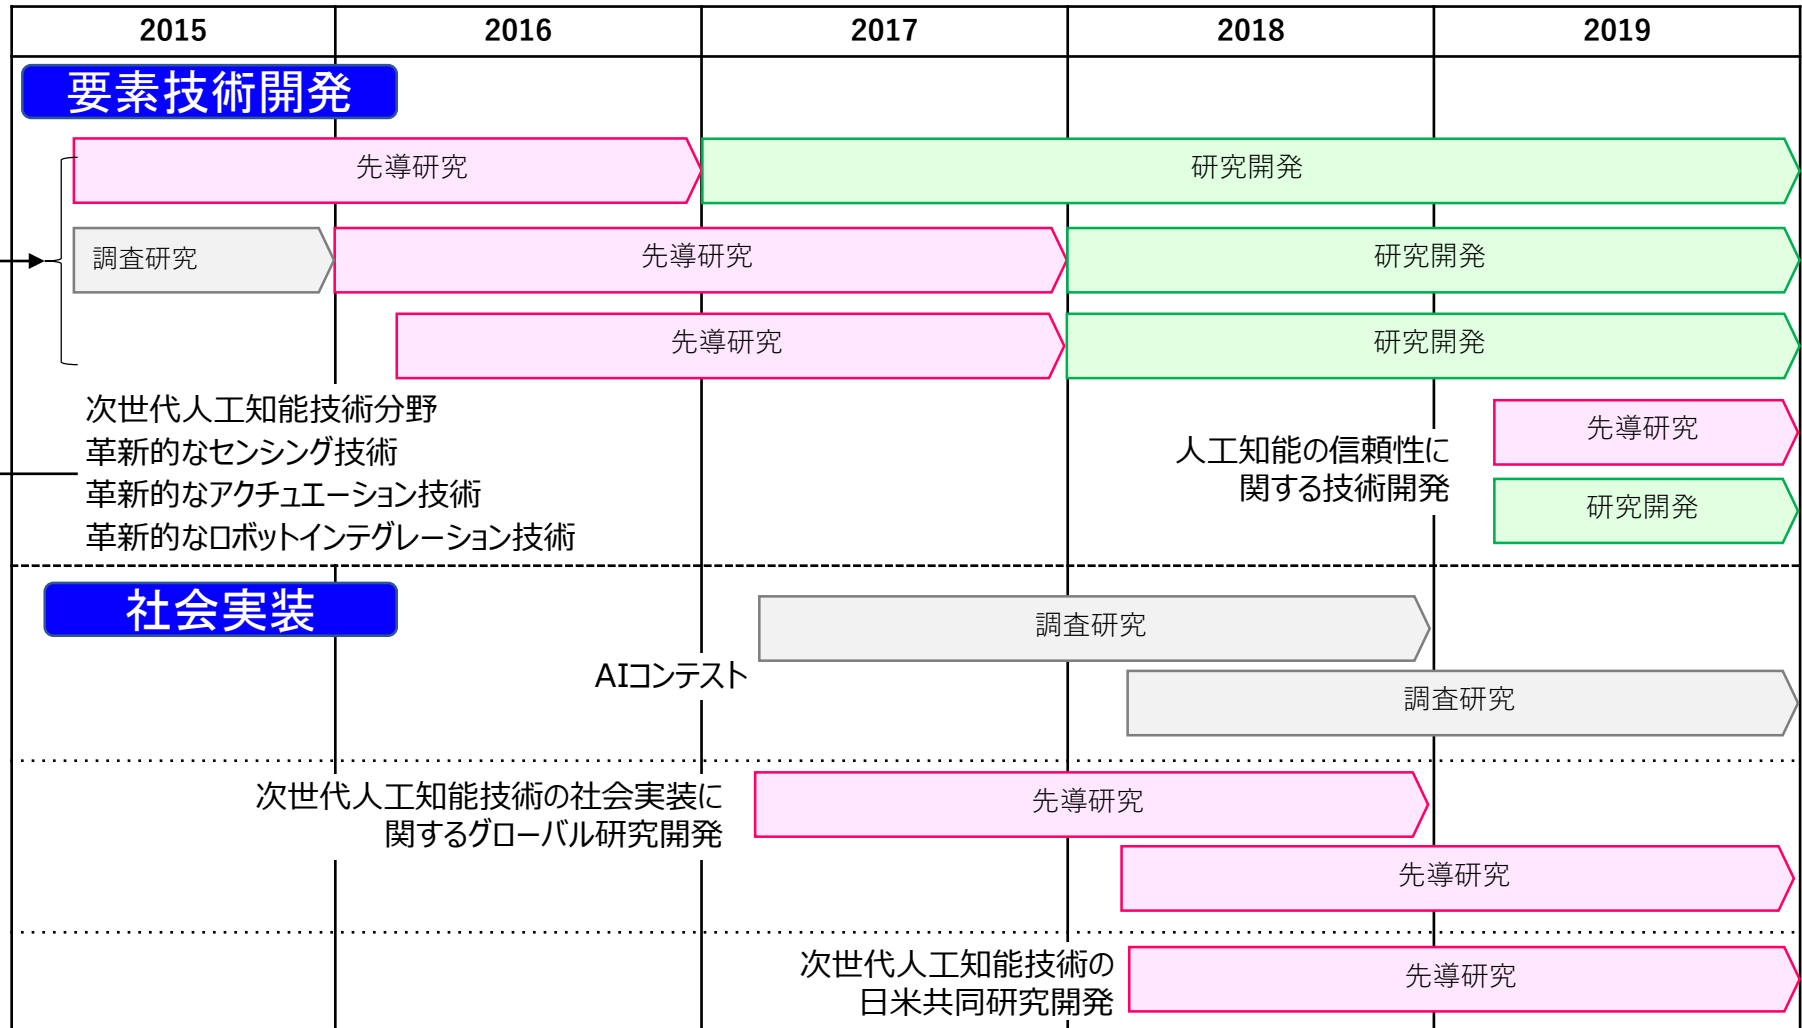 2015 2016 2017 2018 2019
要素技術開発
先導研究 研究開発
調査研究 先導研究 研究開発
先導研究 研究開発
次世代人工知能技術分野
革新的なセンシング技術
革新的なアクチュエーション技術
革新的なロボットインテグレーション技術
人工知能の信頼性に
関する技術開発
先導研究
研究開発
社会実装
AIコンテスト
調査研究
調査研究
次世代人工知能技術の社会実装に
関するグローバル研究開発
先導研究
先導研究
次世代人工知能技術の
日米共同研究開発
先導研究